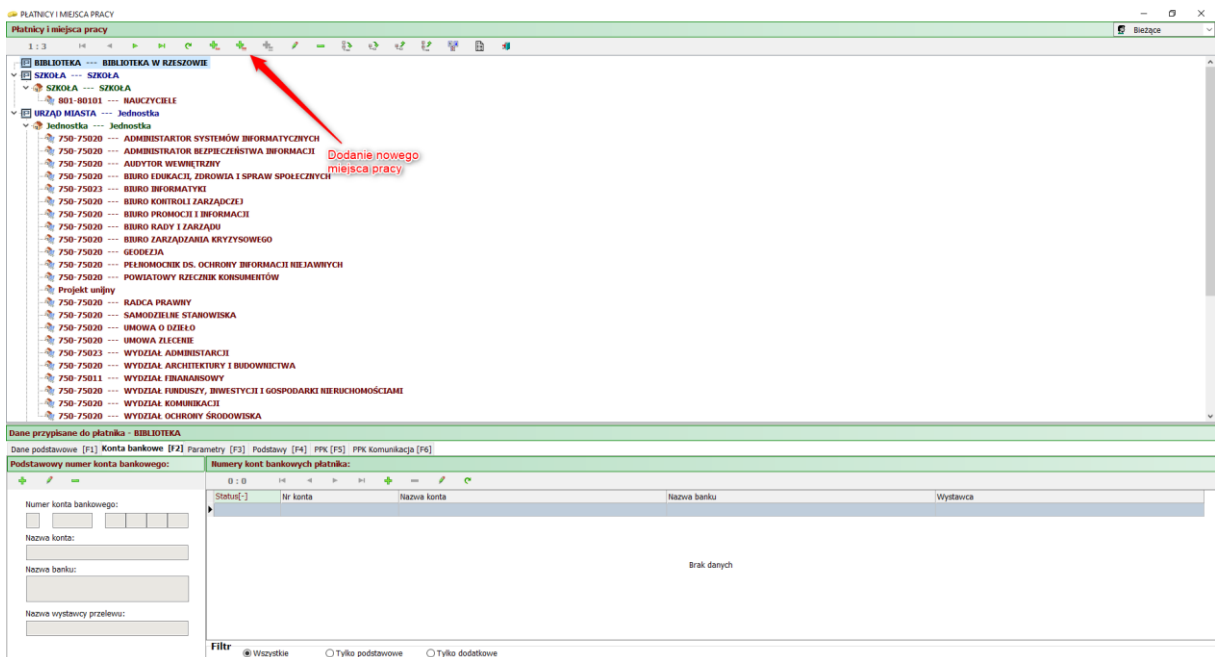 PŁATNICY I MIEJSCA PRACY
Płatnicy i miejsca pracy
Bieżące
1 : 3
BIBLIOTEKA --- BIBLIOTEKA W RZESZOWIE
SZKOŁA --- SZKOŁA
SZKOŁA --- SZKOŁA
801-80101 --- NAUCZYCIELE
URZĄD MIASTA --- Jednostka
Jednostka --- Jednostka
750-75020 --- ADMINISTARTOR SYSTEMÓW INFORMATYCZNYCH
750-75020 --- ADMINISTRATOR BEZPIECZEŃSTWA INFORMACJI
750-75020 --- AUDYTOR WEWNĘTRZNY
750-75020 --- BIURO EDUKACJI, ZDROWIA I SPRAW SPOŁECZNYCH
750-75023 --- BIURO INFORMATYKI
750-75020 --- BIURO KONTROLI ZARZĄDCZEJ
750-75020 --- BIURO PROMOCJI I INFORMACJI
750-75020 --- BIURO RADY I ZARZĄDU
750-75020 --- BIURO ZARZĄDZANIA KRYZYSOWEGO
750-75020 --- GEODEZJA
750-75020 --- PEŁNOMOCNIK DS. OCHRONY INFORMACJI NIEJAWNYCH
750-75020 --- POWIATOWY RZECZNIK KONSUMENTÓW
Projekt unijny
750-75020 --- RADCA PRAWNY
750-75020 --- SAMODZIELNE STANOWISKA
750-75020 --- UMOWA O DZIEŁO
750-75020 --- UMOWA ZLECENIE
750-75023 --- WYDZIAŁ ADMINISTARCJI
750-75020 --- WYDZIAŁ ARCHITEKTURY I BUDOWNICTWA
750-75011 --- WYDZIAŁ FINANANSOWY
750-75020 --- WYDZIAŁ FUNDUSZY, INWESTYCJI I GOSPODARKI NIERUCHOMOŚCIAMI
750-75020 --- WYDZIAŁ KOMUNIKACJI
750-75020 --- WYDZIAŁ OCHRONY ŚRODOWISKA
Dodanie nowego
miejsca pracy
Dane przypisane do płatnika - BIBLIOTEKA
Dane podstawowe [F1] Konta bankowe [F2] Parametry [F3] Podstawy [F4] PPK [F5] PPK Komunikacja [F6]
Podstawowy numer konta bankowego:
Numer konta bankowego:
Nazwa konta:
Nazwa banku:
Nazwa wystawcy przelewu:
Numery kont bankowych płatnika:
0 : 0
Status[-] Nr konta Nazwa konta Nazwa banku Wystawca
Brak danych
Filtr
Wszystkie Tylko podstawowe Tylko dodatkowe